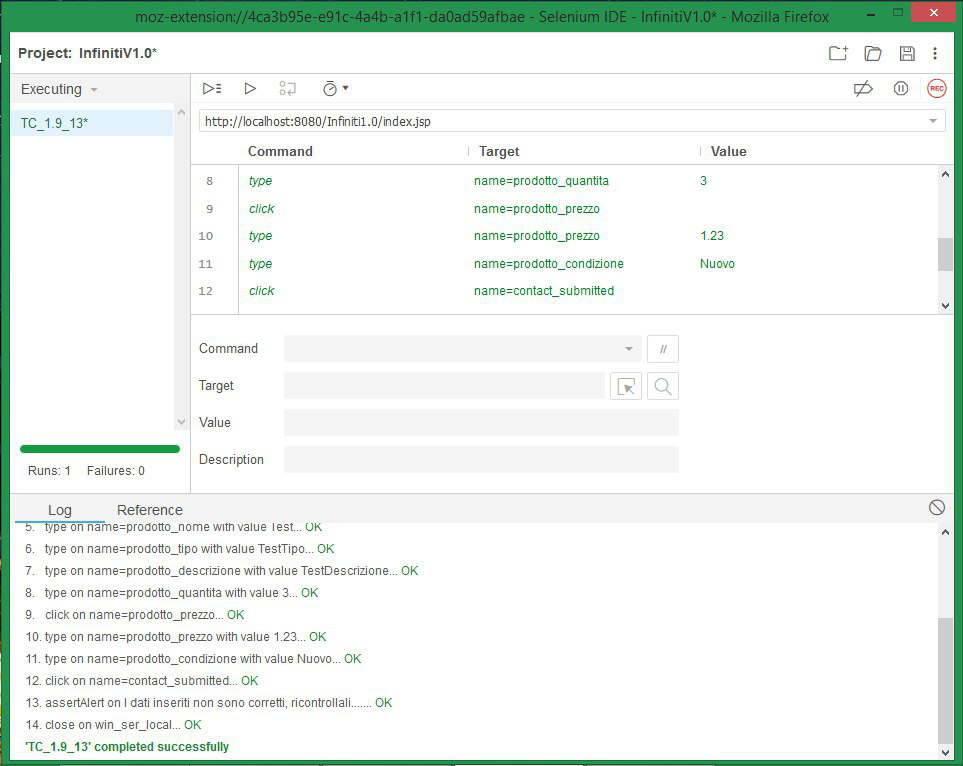 moz-extension://4ca3b95e-e91c-4a4b-a1f1-da0ad59afbae - Selenium IDE - InfinitiV1.0* - Mozilla Firefox
Project: InfinitiV1.0*
Executing
TC_1.9_13*
REC
http://localhost:8080/Infiniti1.0/index.jsp
Command Target Value
8 type name=prodotto_quantita 3
9 click name=prodotto_prezzo
10 type name=prodotto_prezzo 1.23
11 type name=prodotto_condizione Nuovo
12 click name=contact_submitted
Command //
Target
Value
Description
Runs: 1 Failures: 0
Log Reference
5. type on name=prodotto_nome with value Test... OK
6. type on name=prodotto_tipo with value TestTipo... OK
7. type on name=prodotto_descrizione with value TestDescrizione... OK
8. type on name=prodotto_quantita with value 3... OK
9. click on name=prodotto_prezzo... OK
10. type on name=prodotto_prezzo with value 1.23... OK
11. type on name=prodotto_condizione with value Nuovo... OK
12. click on name=contact_submitted... OK
13. assertAlert on I dati inseriti non sono corretti, ricontrollali....... OK
14. close on win_ser_local... OK
'TC_1.9_13' completed successfully